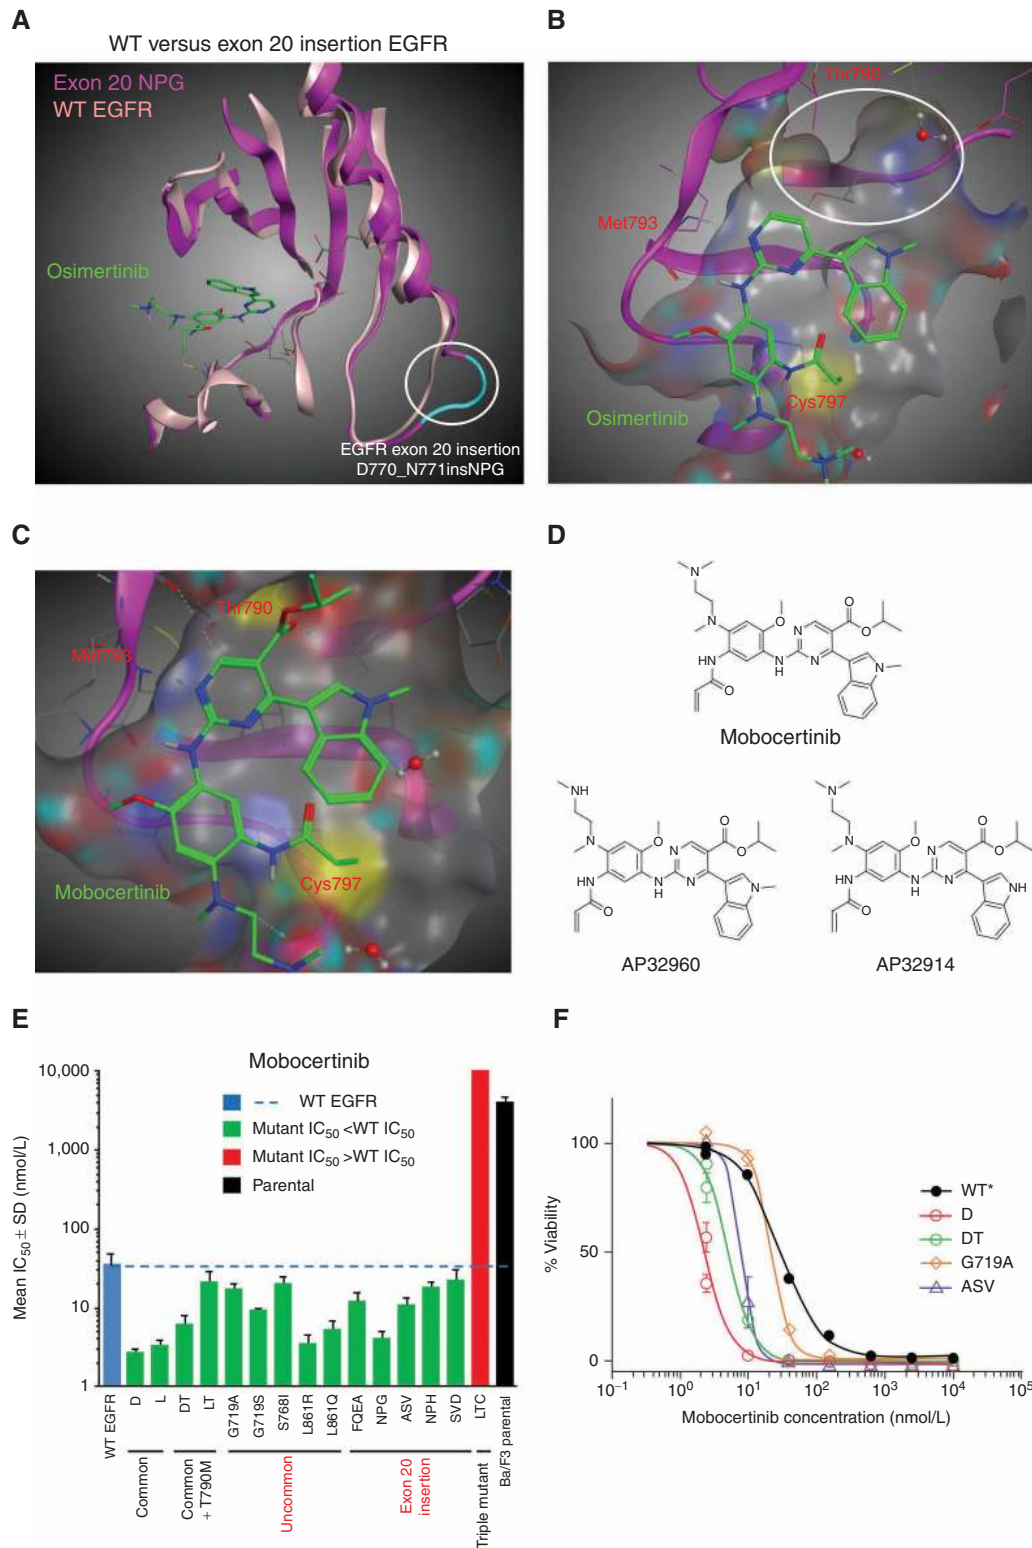 A
WT versus exon 20 insertion EGFR
Exon 20 NPG
WT EGFR
Osimertinib
EGFR exon 20 insertion
D770_N771insNPG
B
Thr790
Met793
Cys797
Osimertinib
C
Thr790
Met793
Cys797
Mobocertinib
D
N
N
O
N
N
O
O
HN
N
H
N
O
Mobocertinib
NH
N
O
N
N
O
O
HN
N
H
N
O
AP32960
N
N
O
N
N
O
O
HN
N
H
NH
O
AP32914
E
Mobocertinib
WT EGFR
Mutant IC50 <WT IC50
Mutant IC50 >WT IC50
Parental
Mean IC50 ± SD (nmol/L)
10,000
1,000
100
10
1
WT EGFR
D
L
DT
LT
G719A
G719S
S768I
L861R
L861Q
FQEA
NPG
ASV
NPH
SVD
LTC
Ba/F3 parental
Common
Common
+ T790M
Uncommon
Exon 20
insertion
Triple mutant
F
% Viability
100
50
0
WT*
D
DT
G719A
ASV
10−1
100
101
102
103
104
105
Mobocertinib concentration (nmol/L)